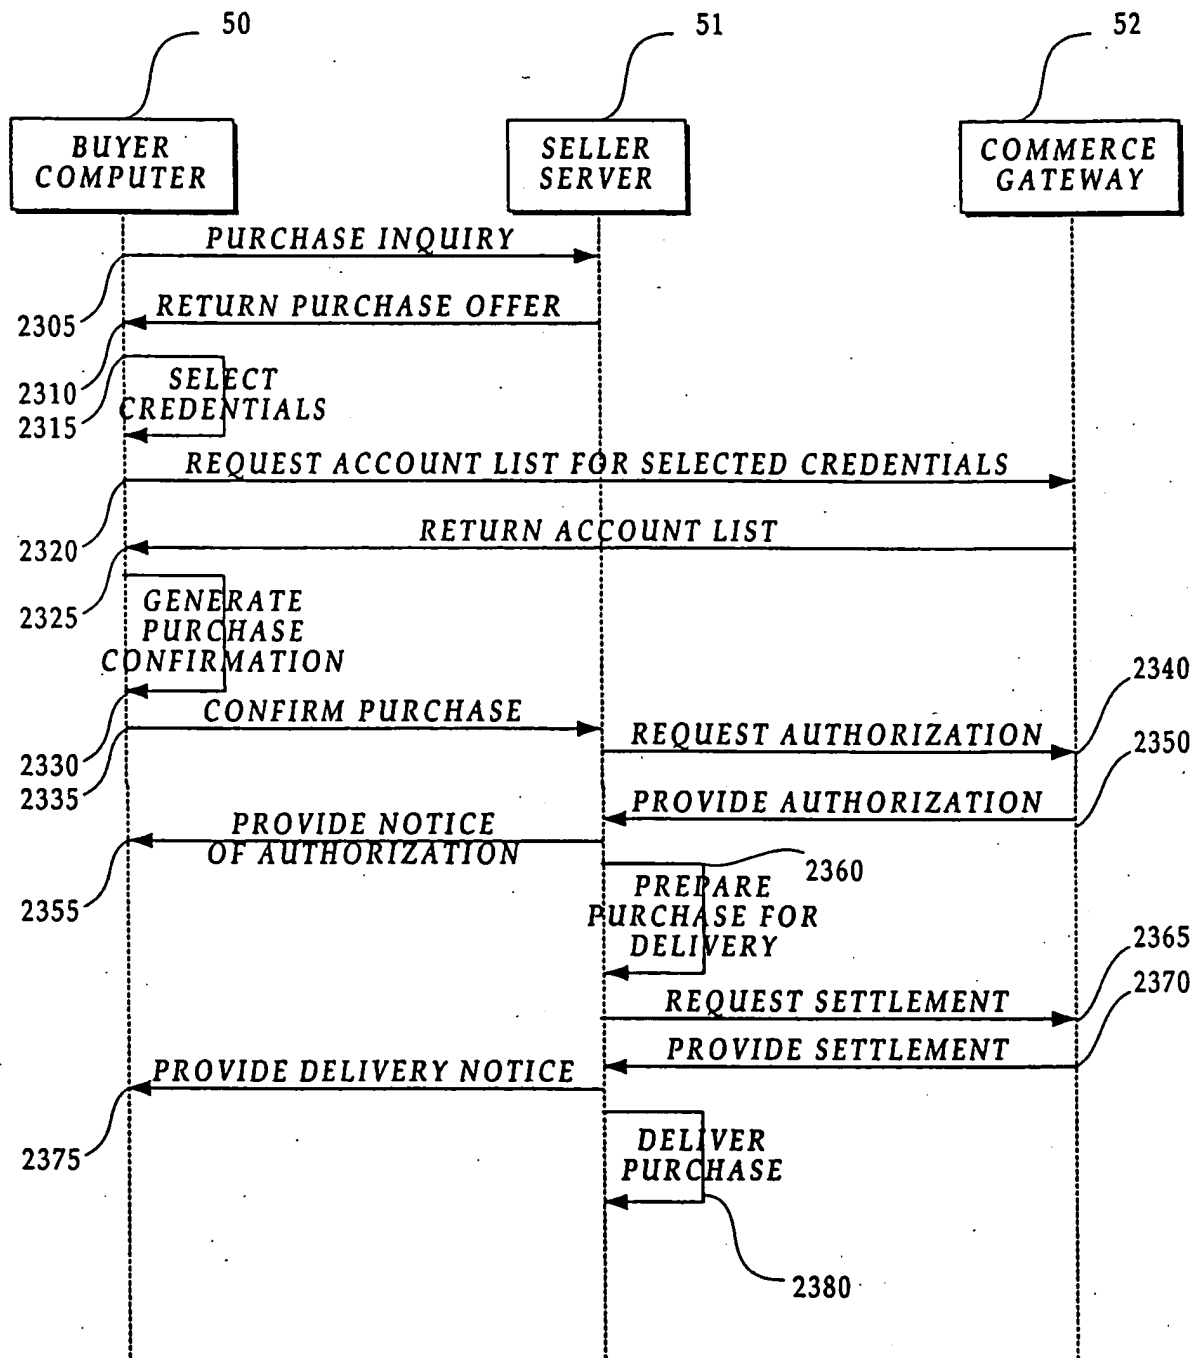 50
51
52
BUYER
COMPUTER
SELLER
SERVER
COMMERCE
GATEWAY
PURCHASE INQUIRY
2305
RETURN PURCHASE OFFER
2310
SELECT
CREDENTIALS
2315
REQUEST ACCOUNT LIST FOR SELECTED CREDENTIALS
2320
RETURN ACCOUNT LIST
2325
GENERATE
PURCHASE
CONFIRMATION
2330
CONFIRM PURCHASE
2335
REQUEST AUTHORIZATION
2340
PROVIDE AUTHORIZATION
2350
PROVIDE NOTICE
OF AUTHORIZATION
2355
2360
PREPARE
PURCHASE FOR
DELIVERY
REQUEST SETTLEMENT
2365
PROVIDE SETTLEMENT
2370
PROVIDE DELIVERY NOTICE
2375
DELIVER
PURCHASE
2380